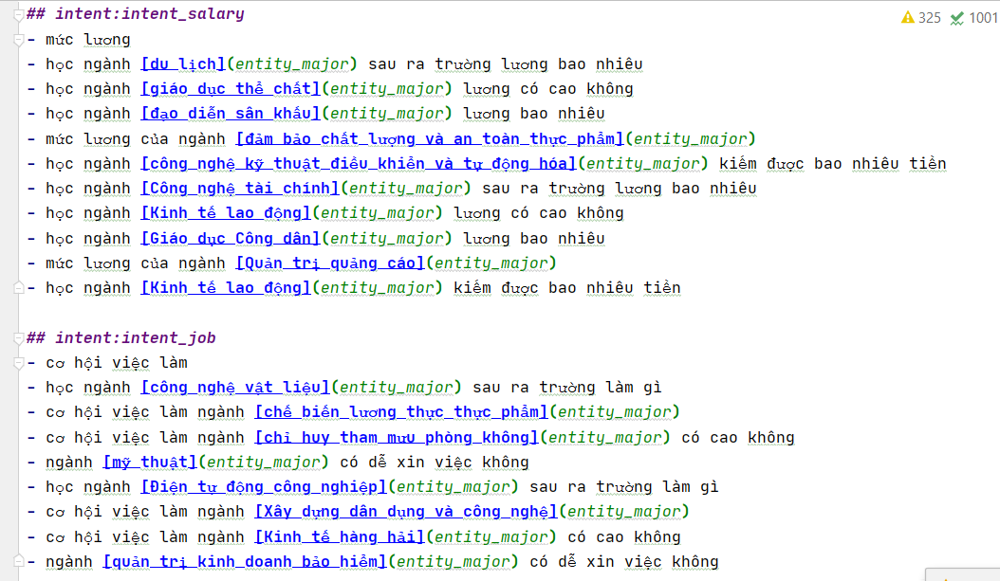 ## intent:intent_salary
325 1001
- mức lương
- học ngành [du lịch](entity_major) sau ra trường lương bao nhiêu
- học ngành [giáo dục thể chất](entity_major) lương có cao không
- học ngành [đạo diễn sân khấu](entity_major) lương bao nhiêu
- mức lương của ngành [đảm bảo chất lượng và an toàn thực phẩm](entity_major)
- học ngành [công nghệ kỹ thuật điều khiển và tự động hóa](entity_major) kiếm được bao nhiêu tiền
- học ngành [Công nghệ tài chính](entity_major) sau ra trường lương bao nhiêu
- học ngành [Kinh tế lao động](entity_major) lương có cao không
- học ngành [Giáo dục Công dân](entity_major) lương bao nhiêu
- mức lương của ngành [Quản trị quảng cáo](entity_major)
- học ngành [Kinh tế lao động](entity_major) kiếm được bao nhiêu tiền
## intent:intent_job
- cơ hội việc làm
- học ngành [công nghệ vật liệu](entity_major) sau ra trường làm gì
- cơ hội việc làm ngành [chế biến lương thực thực phẩm](entity_major)
- cơ hội việc làm ngành [chỉ huy tham mưu phòng không](entity_major) có cao không
- ngành [mỹ thuật](entity_major) có dễ xin việc không
- học ngành [Điện tự động công nghiệp](entity_major) sau ra trường làm gì
- cơ hội việc làm ngành [Xây dựng dân dụng và công nghệ](entity_major)
- cơ hội việc làm ngành [Kinh tế hàng hải](entity_major) có cao không
- ngành [quản trị kinh doanh bảo hiểm](entity_major) có dễ xin việc không